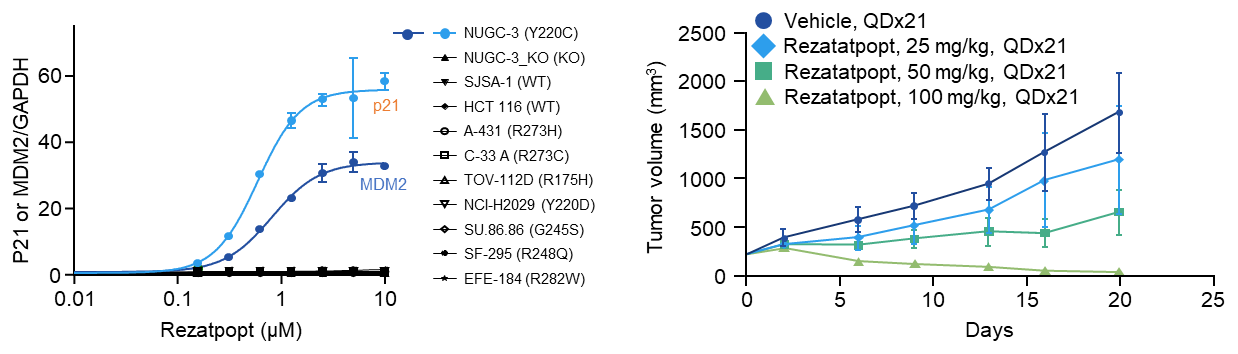 P21 or MDM2/GAPDH
60
40
20
0
0.01
0.1
1
10
Rezatpopt (µM)
p21
MDM2
NUGC-3 (Y220C)
NUGC-3_KO (KO)
SJSA-1 (WT)
HCT 116 (WT)
A-431 (R273H)
C-33 A (R273C)
TOV-112D (R175H)
NCI-H2029 (Y220D)
SU.86.86 (G245S)
SF-295 (R248Q)
EFE-184 (R282W)
Tumor volume (mm³)
2500
2000
1500
1000
500
0
0
5
10
15
20
25
Days
Vehicle, QDx21
Rezatatpopt, 25 mg/kg, QDx21
Rezatatpopt, 50 mg/kg, QDx21
Rezatatpopt, 100 mg/kg, QDx21